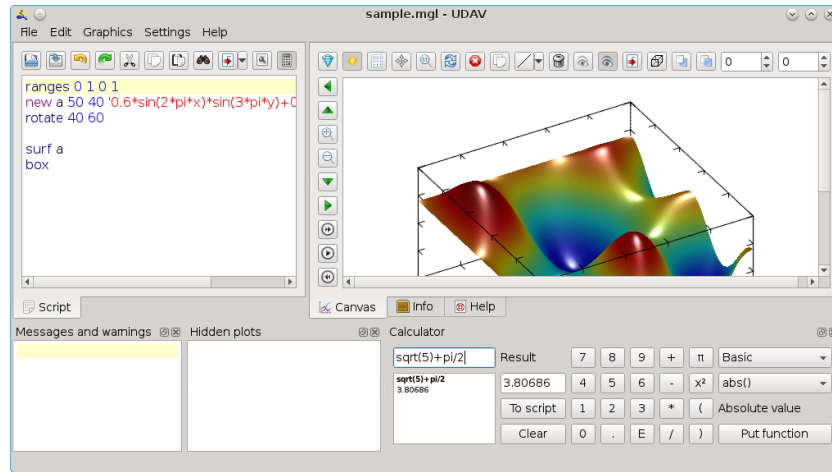 sample.mgl - UDAV
File Edit Graphics Settings Help
0 0
ranges 0 1 0 1
new a 50 40 '0.6*sin(2*pi*x)*sin(3*pi*y)+0
rotate 40 60
surf a
box
Script
Canvas Info Help
Messages and warnings
Hidden plots
Calculator
sqrt(5)+pi/2 Result 7 8 9 + π Basic
sqrt(5)+pi/2
3.80686
3.80686 4 5 6 - x² abs()
To script 1 2 3 * ( Absolute value
Clear 0 . E / ) Put function